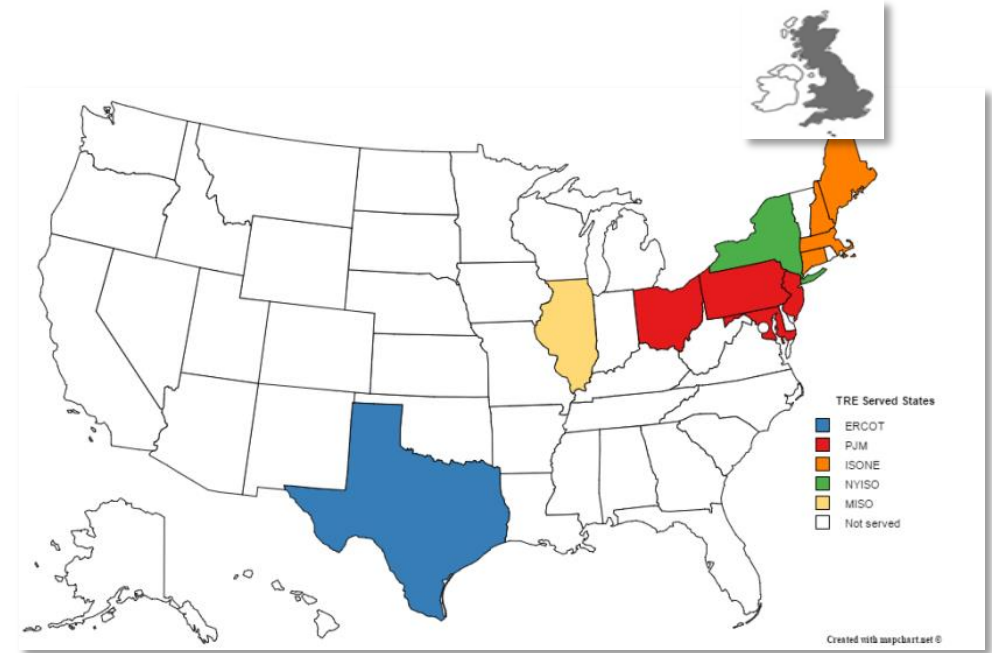 TRE Served States
ERCOT
PJM
ISONE
NYISO
MISO
Not served
Created with mapchart.net ©